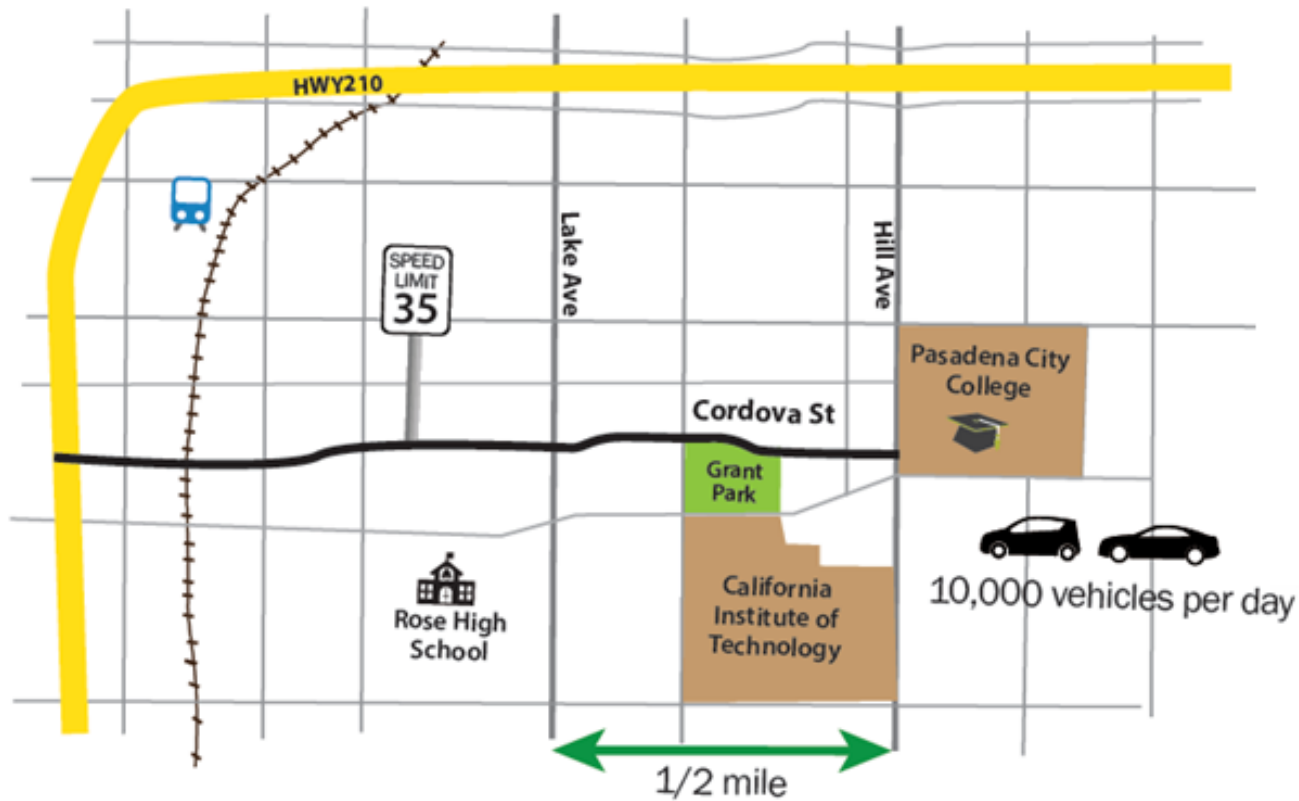 HWY210
Lake Ave
Hill Ave
SPEED
LIMIT
35
Pasadena City
College
Cordova St
Grant
Park
California
Institute of
Technology
Rose High
School
10,000 vehicles per day
1/2 mile